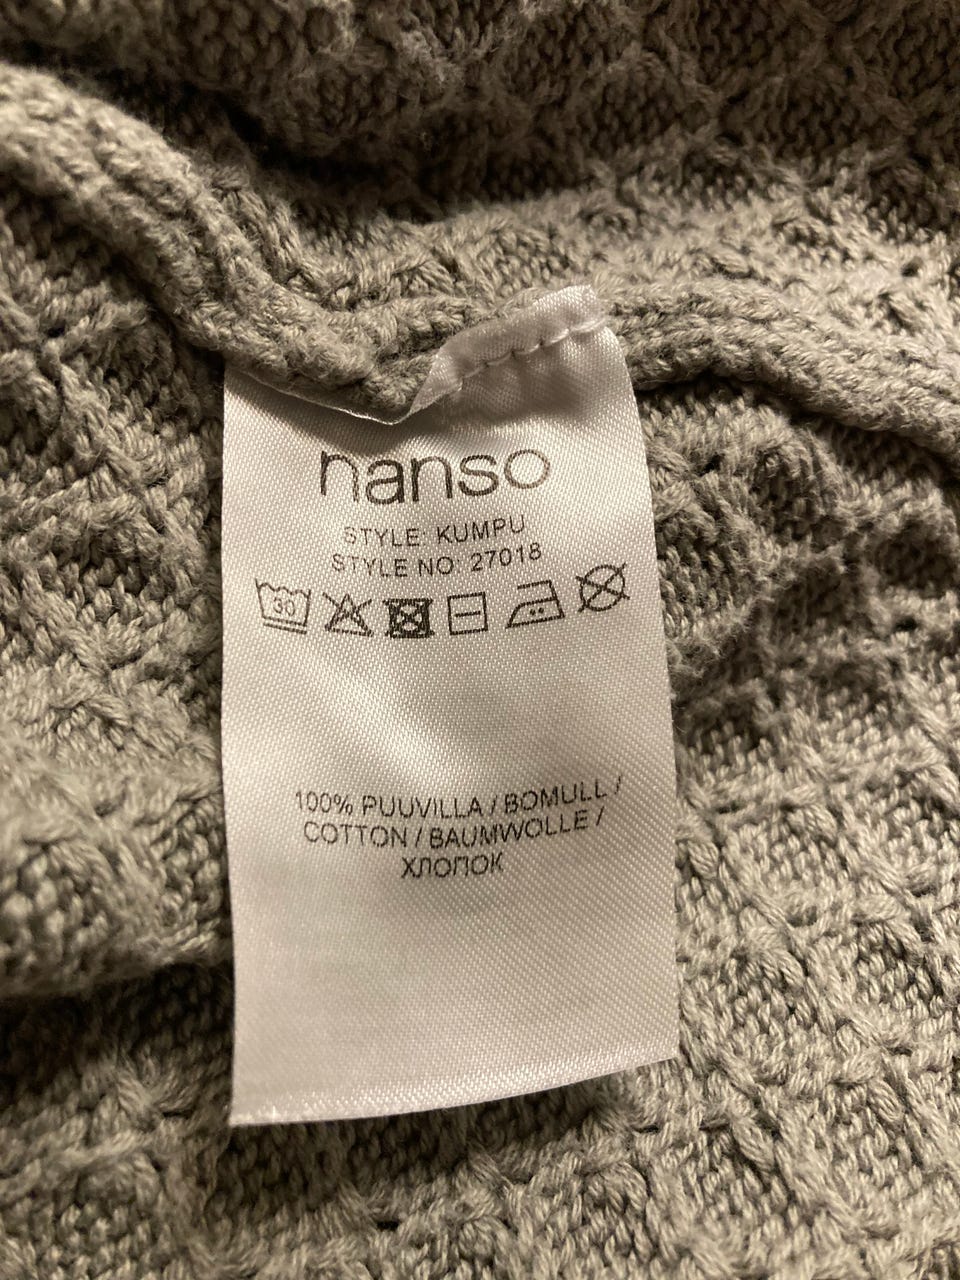 nanso
STYLE: KUMPU
STYLE NO: 27018
30
100% PUUVILLA / BOMULL /
COTTON / BAUMWOLLE /
ХЛОПОК